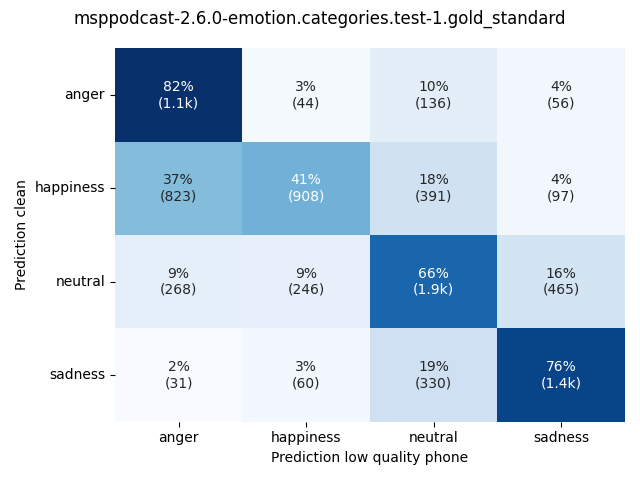 msppodcast-2.6.0-emotion.categories.test-1.gold_standard
Prediction clean
anger
82%
(1.1k)
3%
(44)
10%
(136)
4%
(56)
happiness
37%
(823)
41%
(908)
18%
(391)
4%
(97)
neutral
9%
(268)
9%
(246)
66%
(1.9k)
16%
(465)
sadness
2%
(31)
3%
(60)
19%
(330)
76%
(1.4k)
anger
happiness
neutral
sadness
Prediction low quality phone